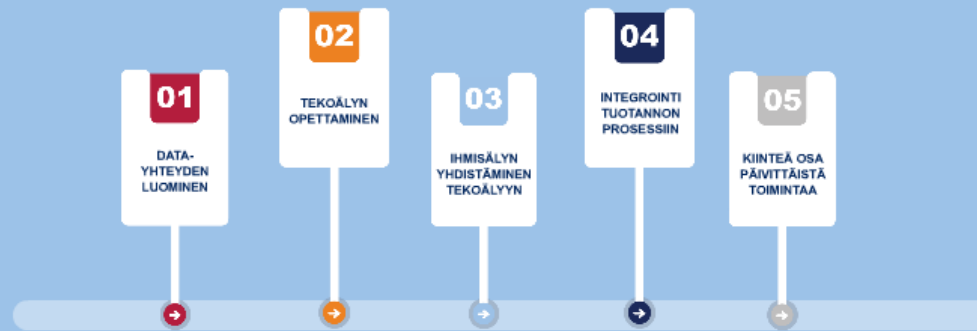 01
DATA-
YHTEYDEN
LUOMINEN
02
TEKOÄLYN
OPETTAMINEN
03
IHMISÄLYN
YHDISTÄMINEN
TEKOÄLYYN
04
INTEGROINTI
TUOTANNON
PROSESSIIN
05
KIINTEÄ OSA
PÄIVITTÄISTÄ
TOIMINTAA